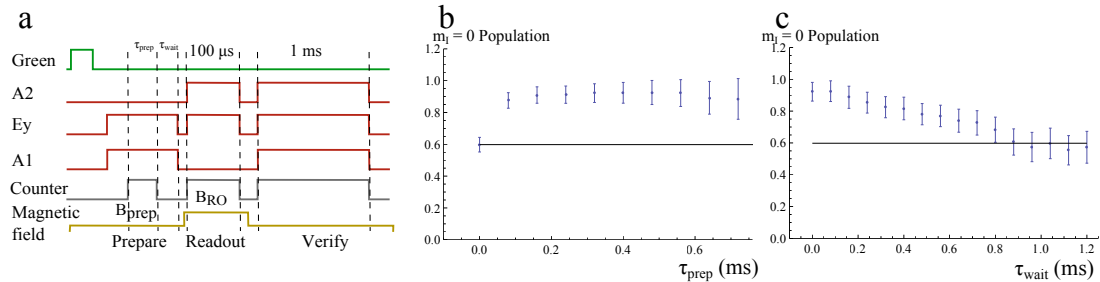 a
τprep τwait
Green
100 μs
1 ms
A2
Ey
A1
Counter
Bprep
BRO
Magnetic
field
Prepare
Readout
Verify
b
mI = 0 Population
1.2
1.0
0.8
0.6
0.4
0.2
0.0
0.0 0.2 0.4 0.6
τprep (ms)
c
mI = 0 Population
1.2
1.0
0.8
0.6
0.4
0.2
0.0
0.0 0.2 0.4 0.6 0.8 1.0 1.2
τwait (ms)